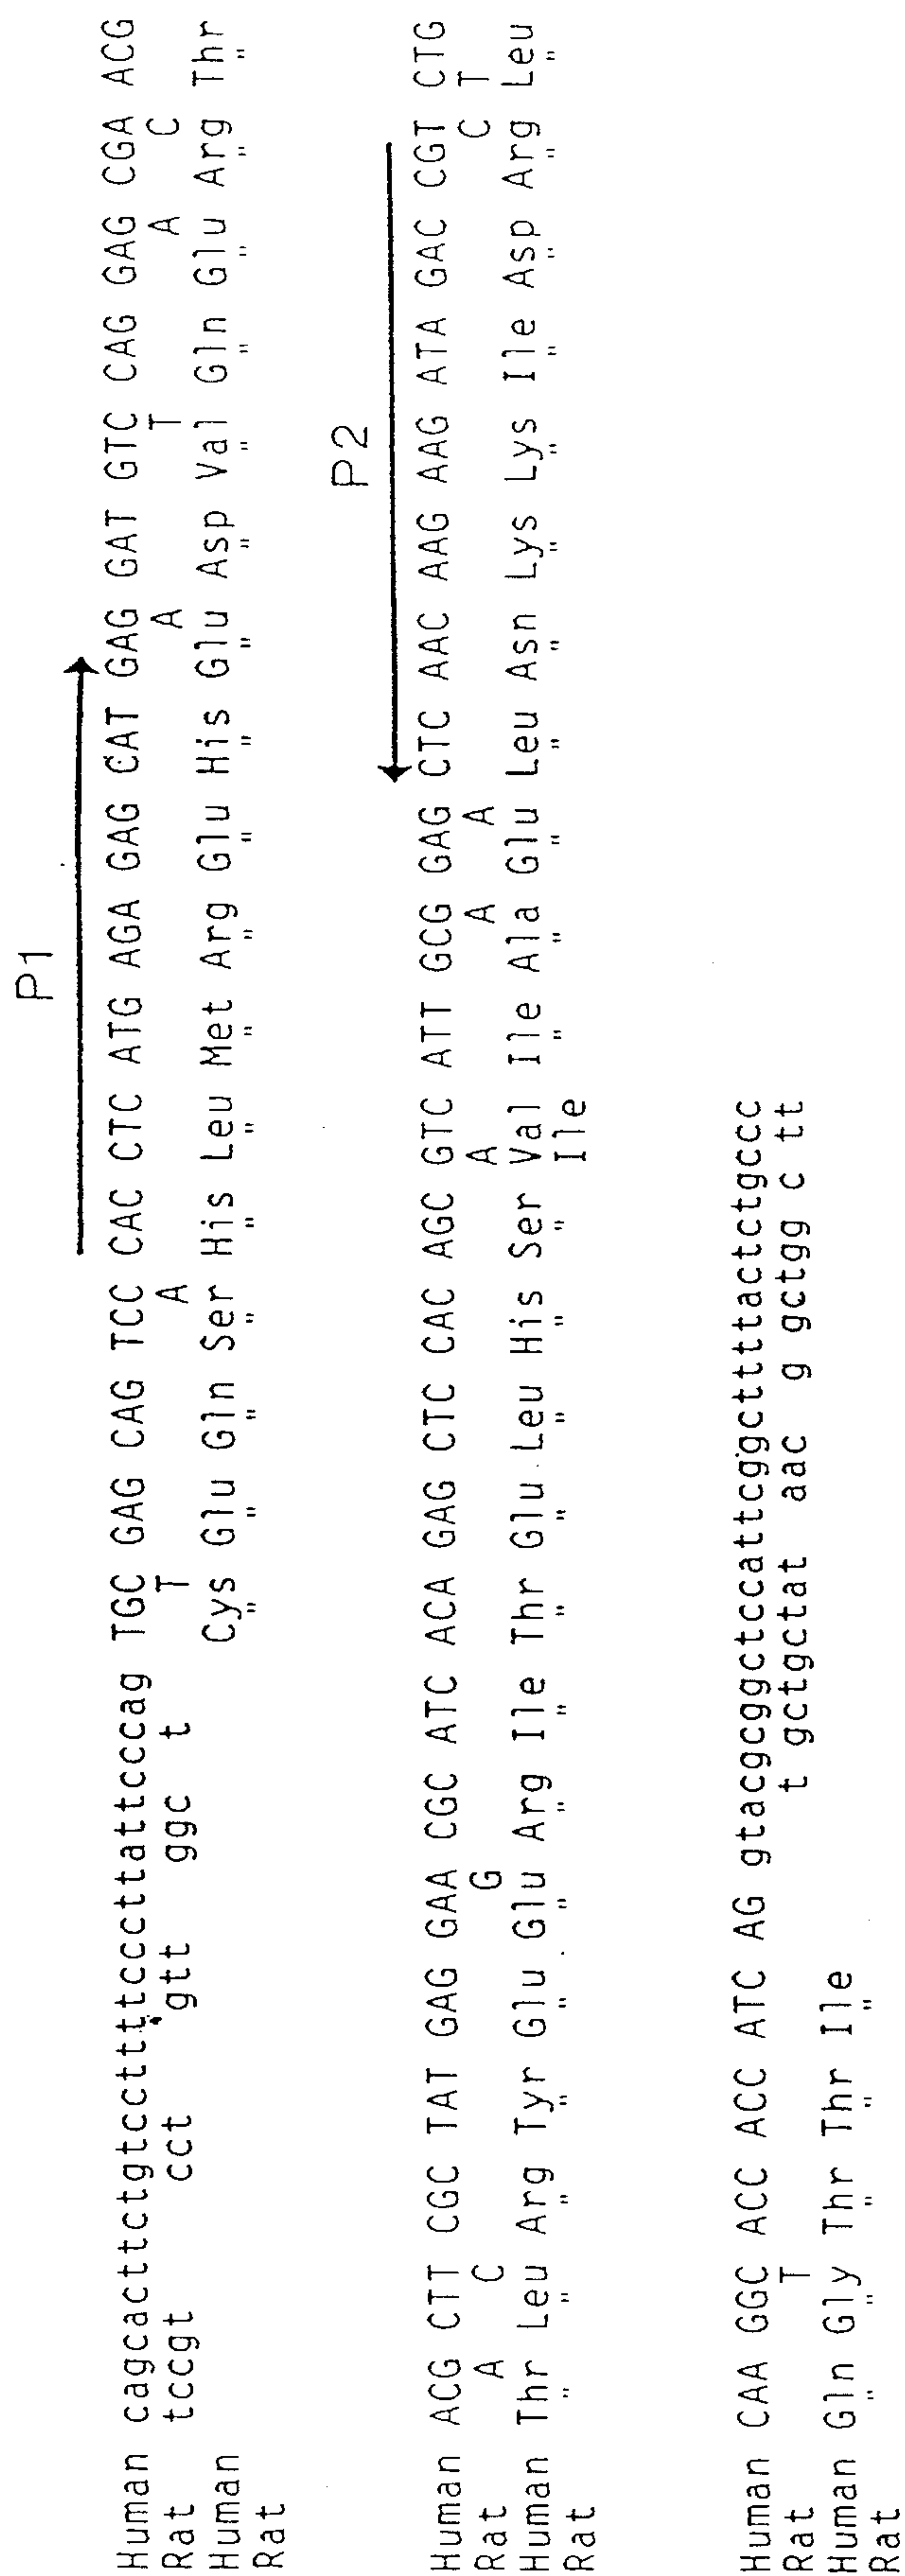 P1
Human cagcacttctgtccttttcccttattcccag TGC GAG CAG TCC CAC CTC ATG AGA GAG CAT GAG GAT GTC CAG GAG CGA ACG
Rat tccgt cct gtt ggc t T A A T A C
Human Cys Glu Gln Ser His Leu Met Arg Glu His Glu Asp Val Gln Glu Arg Thr
Rat " " " " " " " " " " " " " " " " "
P2
Human ACG CTT CGC TAT GAG GAA CGC ATC ACA GAG CTC CAC AGC GTC ATT GCG GAG CTC AAC AAG AAG ATA GAC CGT CTG
Rat A C G A A A C T
Human Thr Leu Arg Tyr Glu Glu Arg Ile Thr Glu Leu His Ser Val Ile Ala Glu Leu Asn Lys Lys Ile Asp Arg Leu
Rat " " " " " " " " " " " " " Ile " " " " " " " " " " "
Human CAA GGC ACC ACC ATC AG gtacgcggctccattcggctttactctgccc
Rat T t gctgctat aac g gctgg c tt
Human Gln Gly Thr Thr Ile
Rat " " " " "